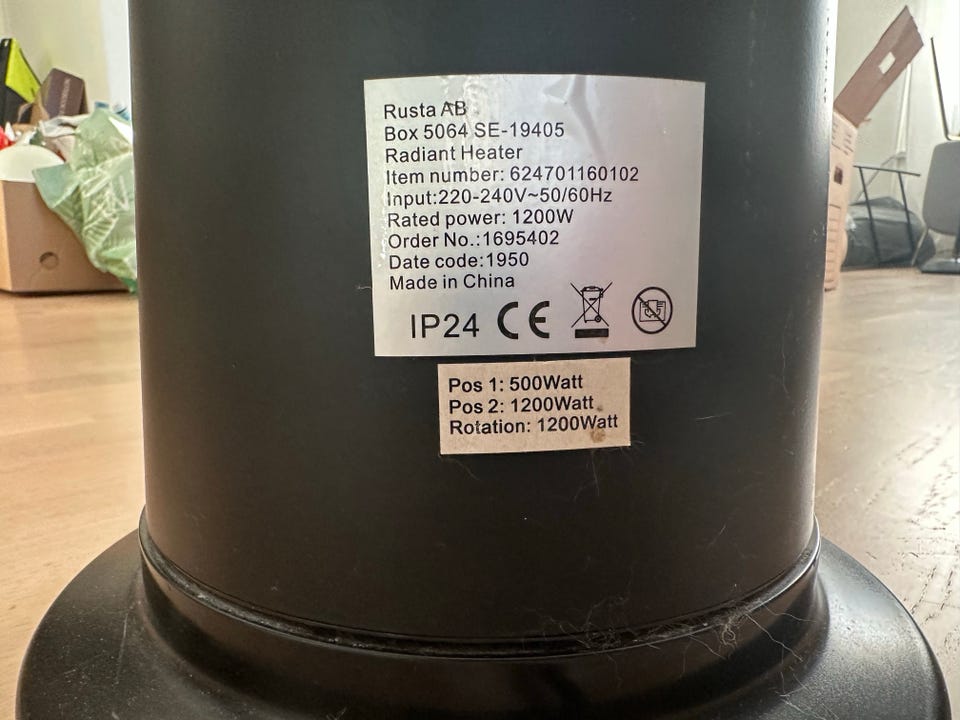 Rusta AB
Box 5064 SE-19405
Radiant Heater
Item number: 624701160102
Input:220-240V~50/60Hz
Rated power: 1200W
Order No.:1695402
Date code:1950
Made in China
IP24 CE
Pos 1: 500Watt
Pos 2: 1200Watt
Rotation: 1200Watt